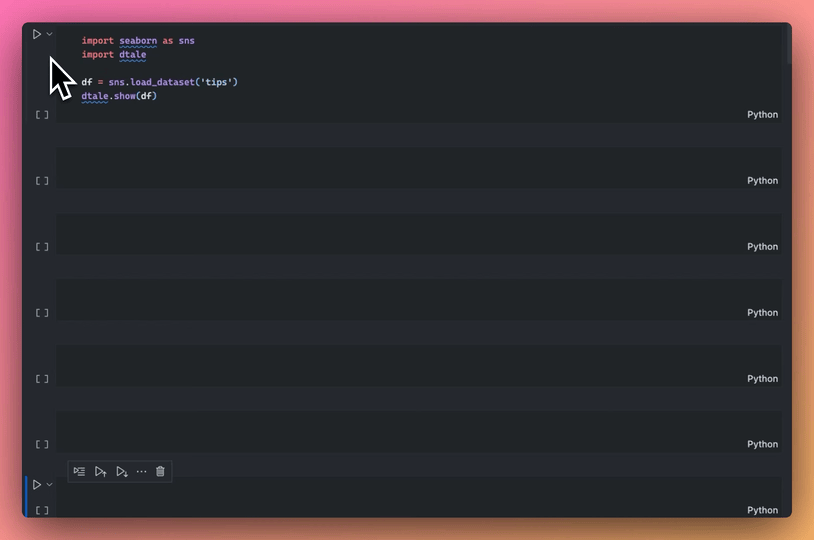 import seaborn as sns
import dtale
df = sns.load_dataset('tips')
dtale.show(df)
[ ]
Python
[ ]
Python
[ ]
Python
[ ]
Python
[ ]
Python
[ ]
Python
[ ]
Python